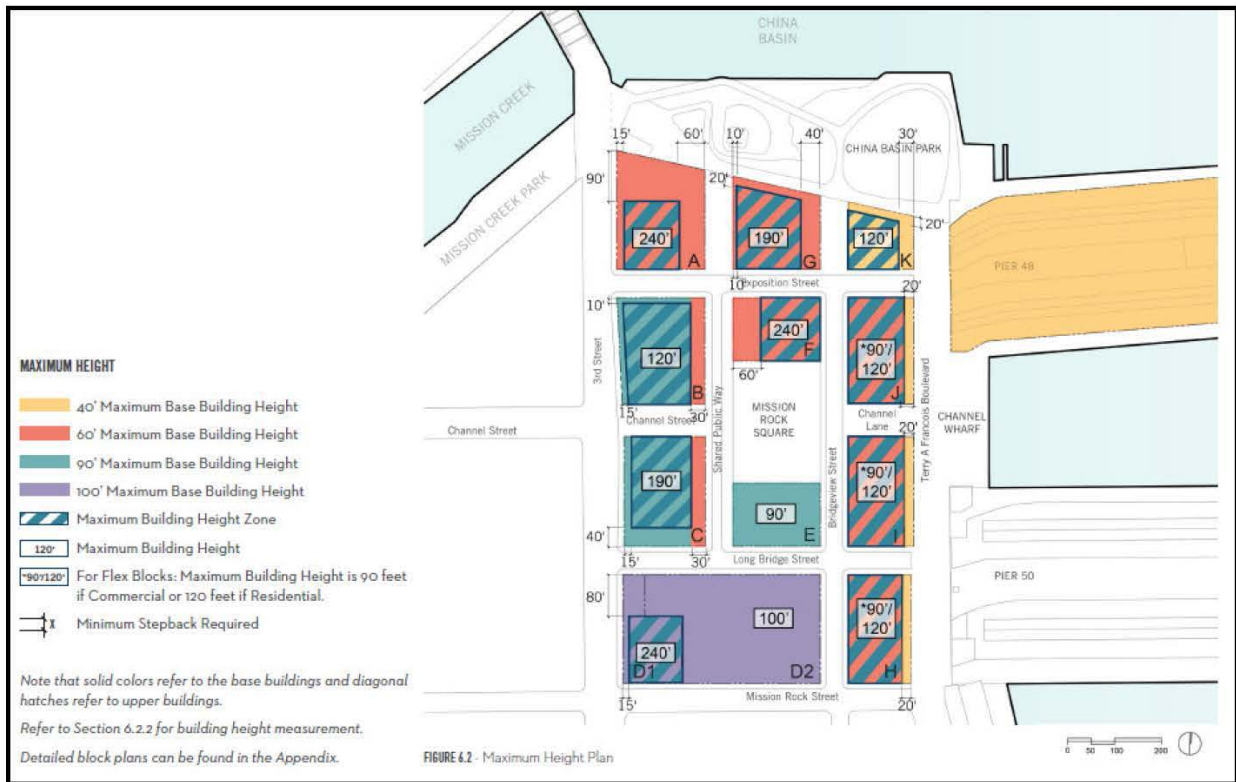 CHINA
BASIN
MISSION CREEK
MISSION CREEK PARK
15'
60'
10'
40'
30'
CHINA BASIN PARK
90'
20'
20'
240'
A
190'
G
120'
K
PIER 48
10'
Exposition Street
20'
10'
240'
F
120'
B
*90'/
120'
J
60'
3rd Street
15'
30'
Channel Street
Channel Street
Shared Public Way
MISSION
ROCK
SQUARE
Bridgeview Street
Channel
Lane
20'
Terry A Francois Boulevard
CHANNEL
WHARF
190'
C
*90'/
120'
I
90'
E
40'
15'
30'
Long Bridge Street
PIER 50
80'
100'
*90'/
120'
H
240'
D1
D2
15'
Mission Rock Street
20'
MAXIMUM HEIGHT
40' Maximum Base Building Height
60' Maximum Base Building Height
90' Maximum Base Building Height
100' Maximum Base Building Height
Maximum Building Height Zone
120' Maximum Building Height
*90'/120' For Flex Blocks: Maximum Building Height is 90 feet
if Commercial or 120 feet if Residential.
X Minimum Stepback Required
Note that solid colors refer to the base buildings and diagonal
hatches refer to upper buildings.
Refer to Section 6.2.2 for building height measurement.
Detailed block plans can be found in the Appendix.
FIGURE 6.2 - Maximum Height Plan
0 50 100 200